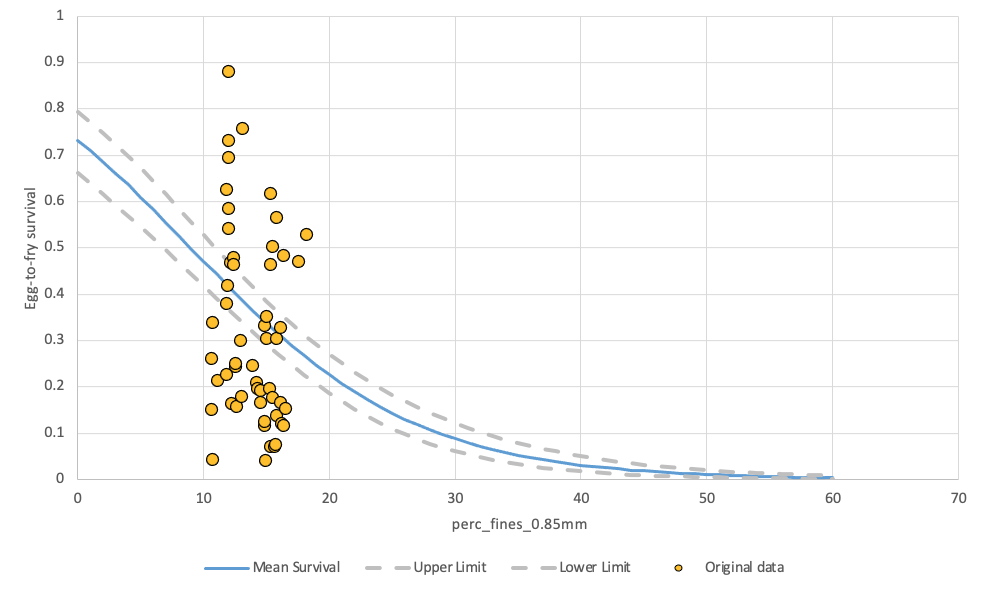 1
0.9
0.8
0.7
0.6
0.5
0.4
0.3
0.2
0.1
0
Egg-to-fry survival
0 10 20 30 40 50 60 70
perc_fines_0.85mm
Mean Survival Upper Limit Lower Limit Original data